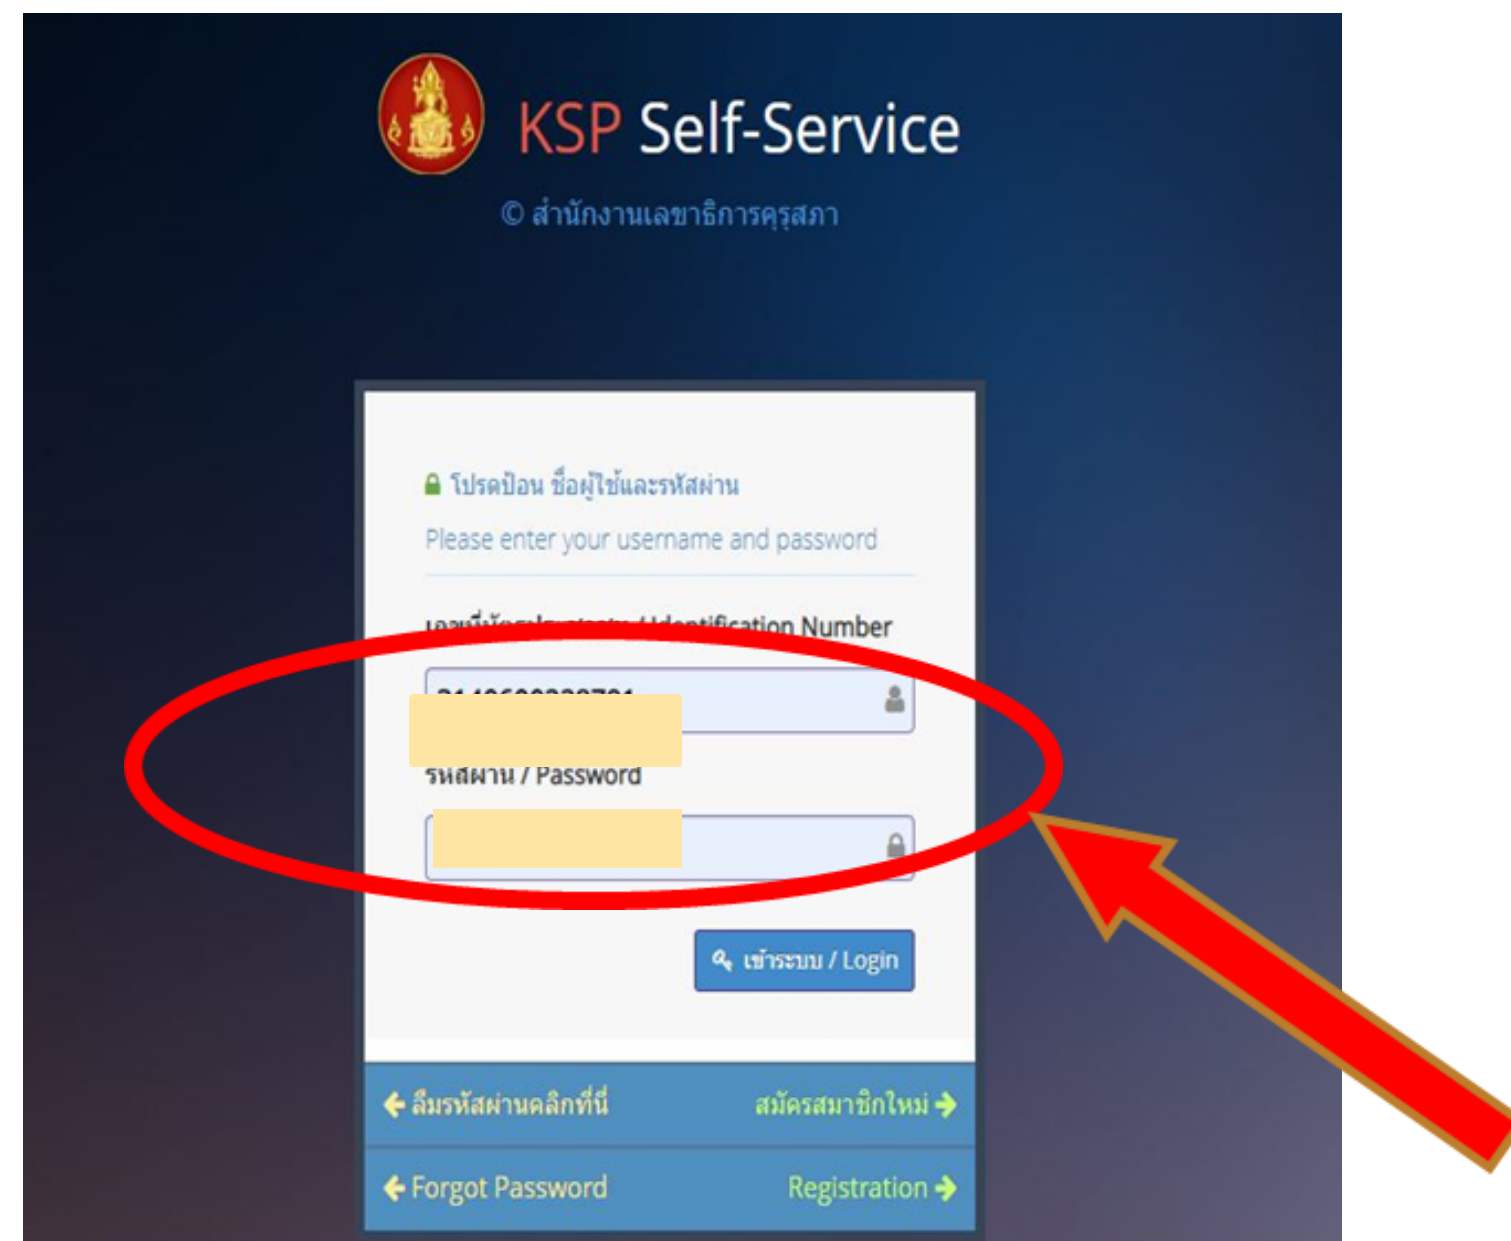 KSP Self-Service
© สำนักงานเลขาธิการคุรุสภา
โปรดป้อน ชื่อผู้ใช้และรหัสผ่าน
Please enter your username and password
/ Identification Number
รหัสผ่าน / Password
เข้าระบบ / Login
ลืมรหัสผ่านคลิกที่นี่ สมัครสมาชิกใหม่
Forgot Password Registration